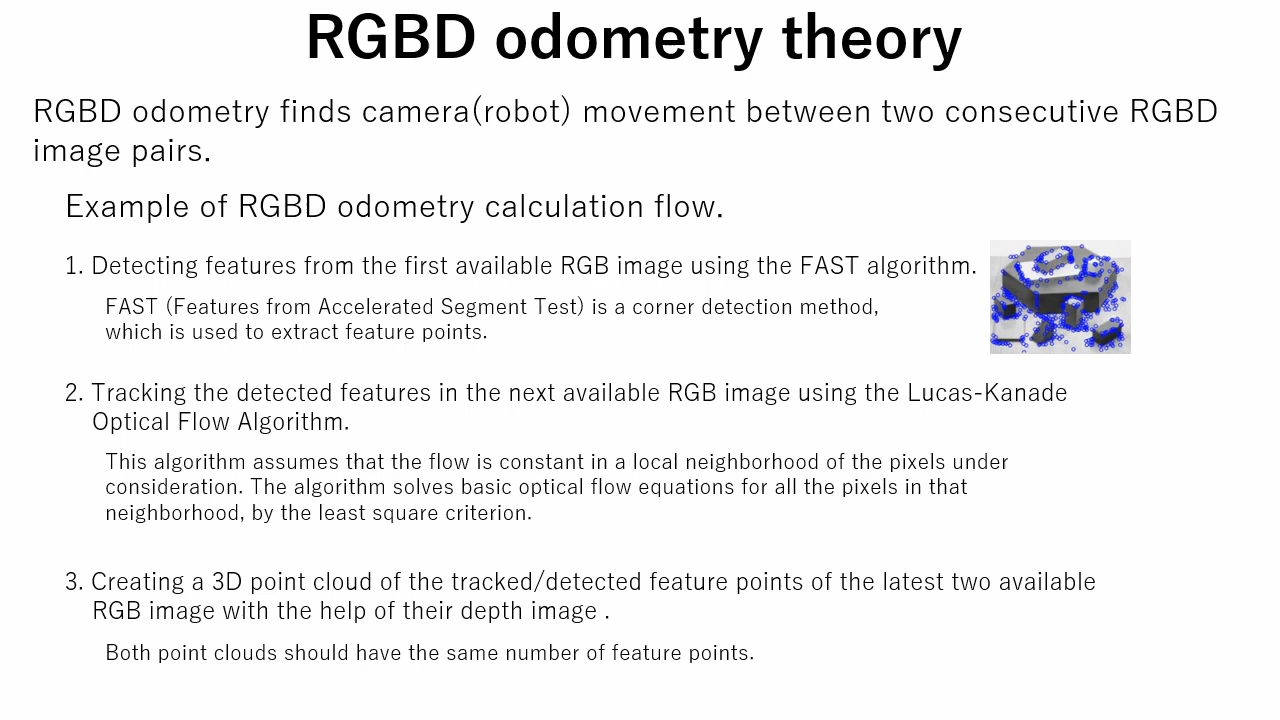 RGBD odometry theory
RGBD odometry finds camera(robot) movement between two consecutive RGBD
image pairs.
Example of RGBD odometry calculation flow.
1. Detecting features from the first available RGB image using the FAST algorithm.
FAST (Features from Accelerated Segment Test) is a corner detection method,
which is used to extract feature points.
2. Tracking the detected features in the next available RGB image using the Lucas-Kanade
Optical Flow Algorithm.
This algorithm assumes that the flow is constant in a local neighborhood of the pixels under
consideration. The algorithm solves basic optical flow equations for all the pixels in that
neighborhood, by the least square criterion.
3. Creating a 3D point cloud of the tracked/detected feature points of the latest two available
RGB image with the help of their depth image .
Both point clouds should have the same number of feature points.